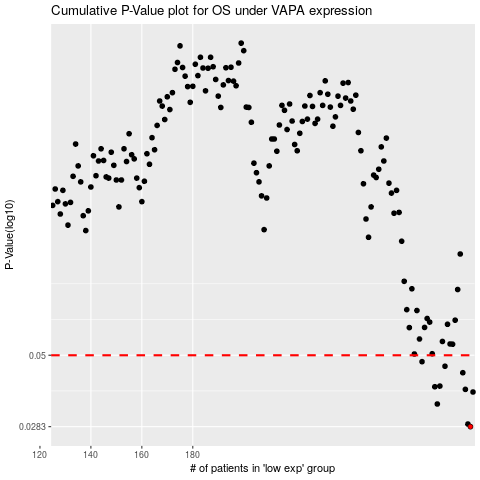 Cumulative P-Value plot for OS under VAPA expression
P-Value(log10)
0.05
0.0283
120 140 160 180
# of patients in 'low exp' group